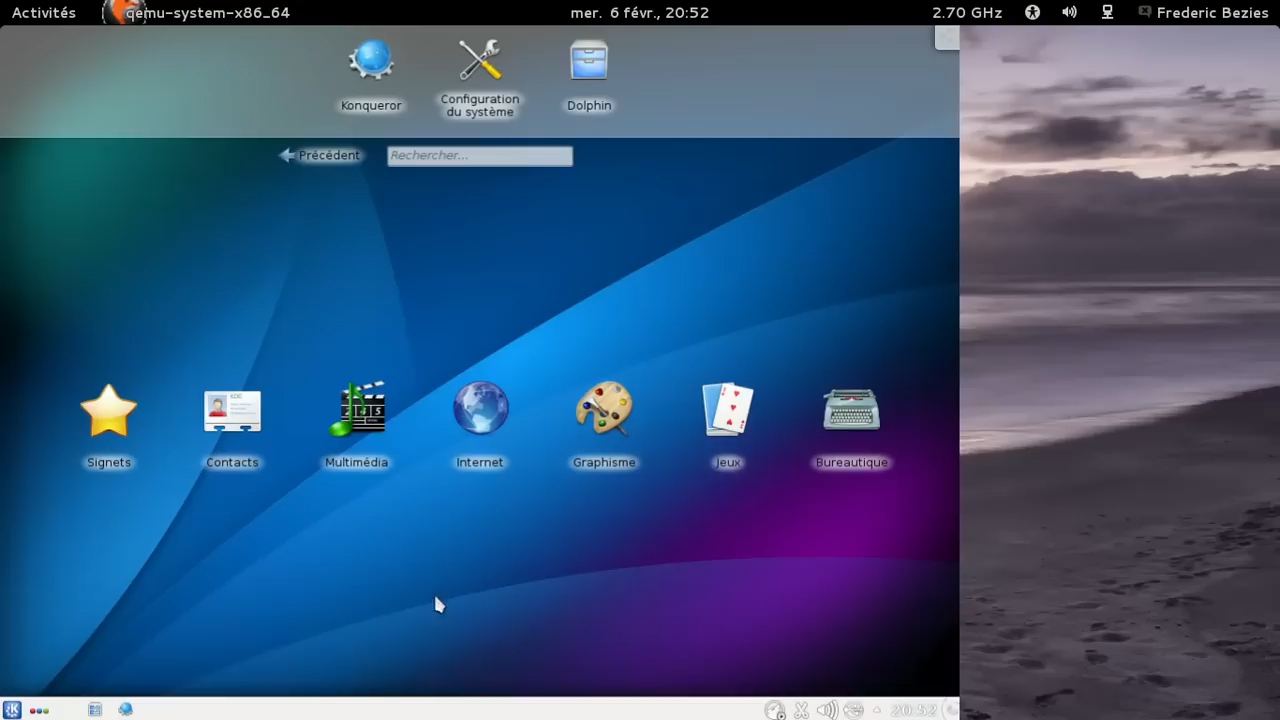 Activités qemu-system-x86_64 mer. 6 févr., 20:52 2.70 GHz Frederic Bezies
Konqueror
Configuration
du système
Dolphin
Précédent Rechercher...
Signets Contacts Multimédia Internet Graphisme Jeux Bureautique
20:52